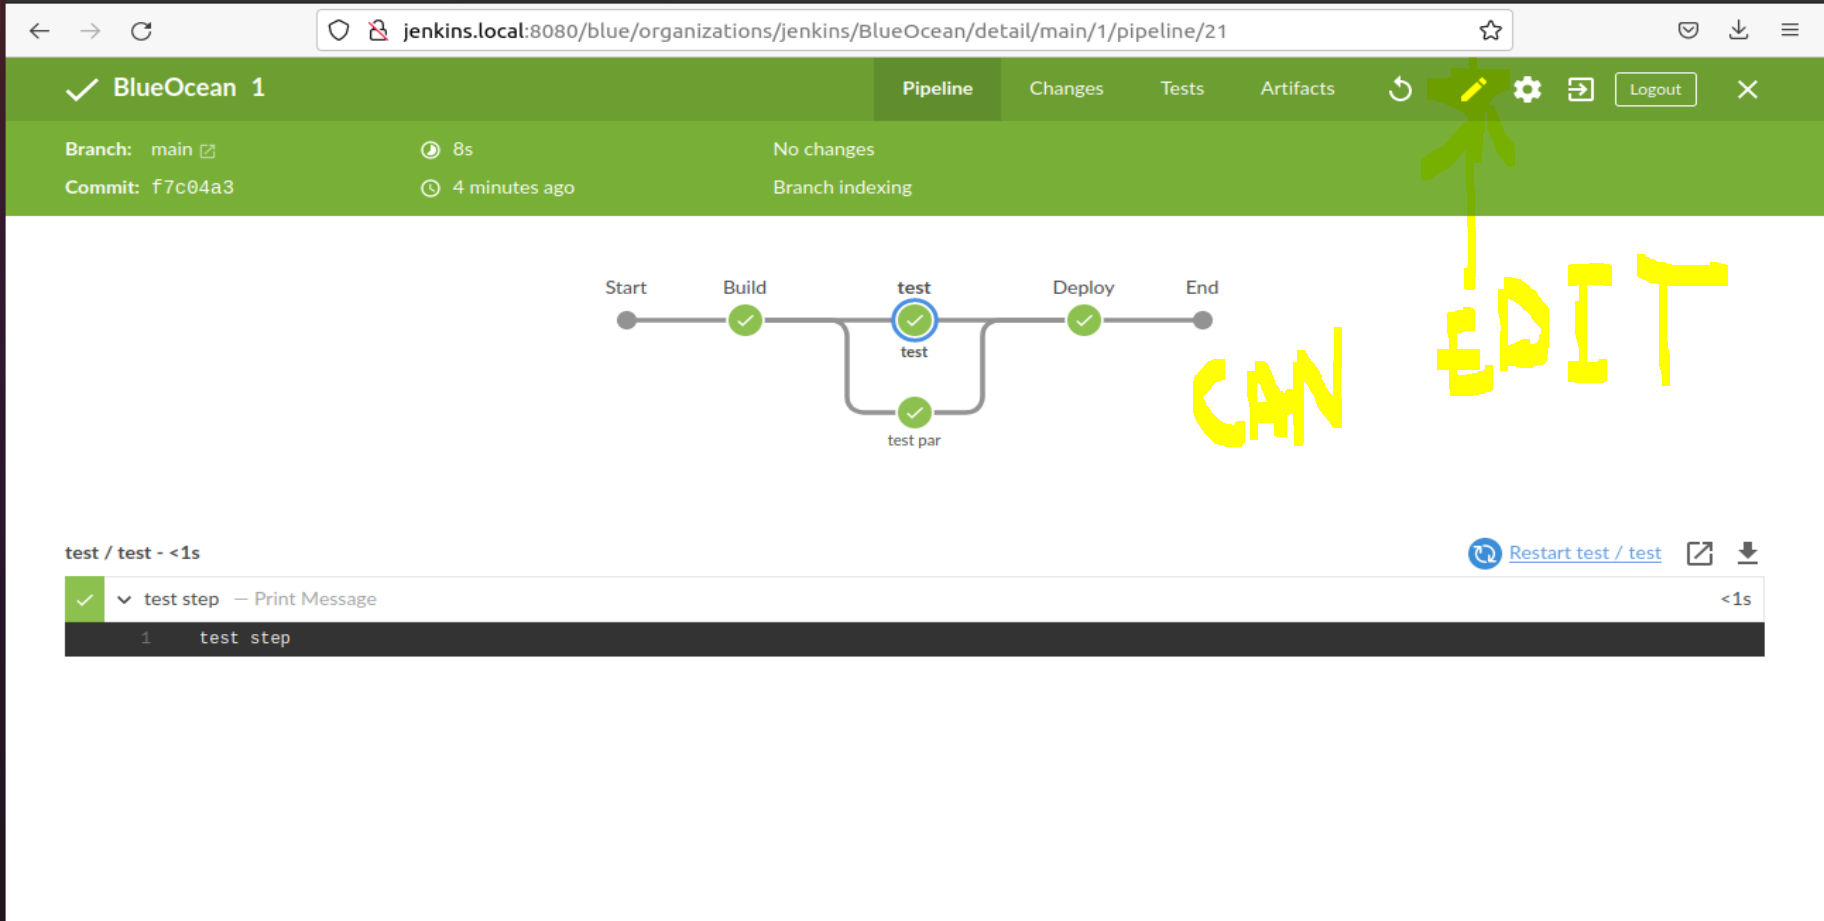 jenkins.local:8080/blue/organizations/jenkins/BlueOcean/detail/main/1/pipeline/21
BlueOcean 1
Pipeline Changes Tests Artifacts Logout
Branch: main 8s No changes
Commit: f7c04a3 4 minutes ago Branch indexing
Start Build test Deploy End
test
test par
CAN EDIT
test / test - <1s Restart test / test
test step — Print Message <1s
1 test step